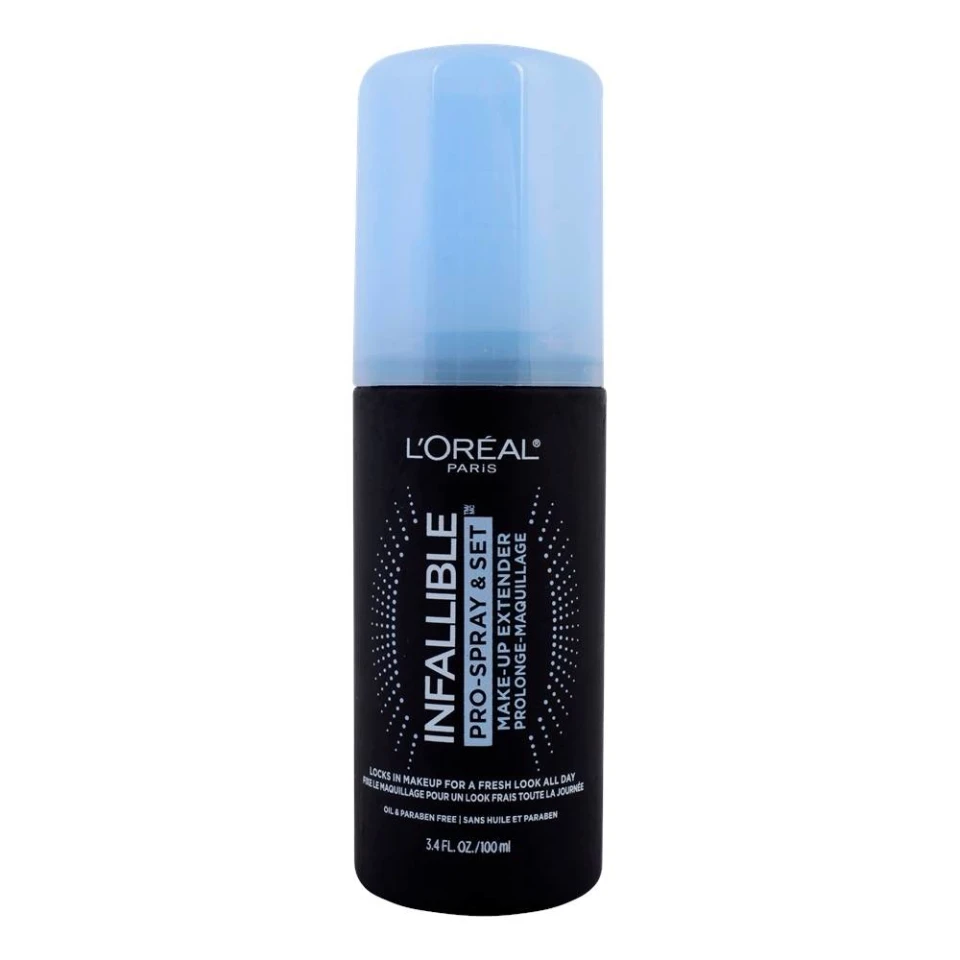 L'ORÉAL®
PARIS
INFALLIBLE™/MC
PRO-SPRAY & SET
MAKE-UP EXTENDER
PROLONGE-MAQUILLAGE
LOCKS IN MAKEUP FOR A FRESH LOOK ALL DAY
FIXE LE MAQUILLAGE POUR UN LOOK FRAIS TOUTE LA JOURNÉE
OIL & PARABEN FREE | SANS HUILE ET PARABEN
3.4 FL. OZ./100 ml